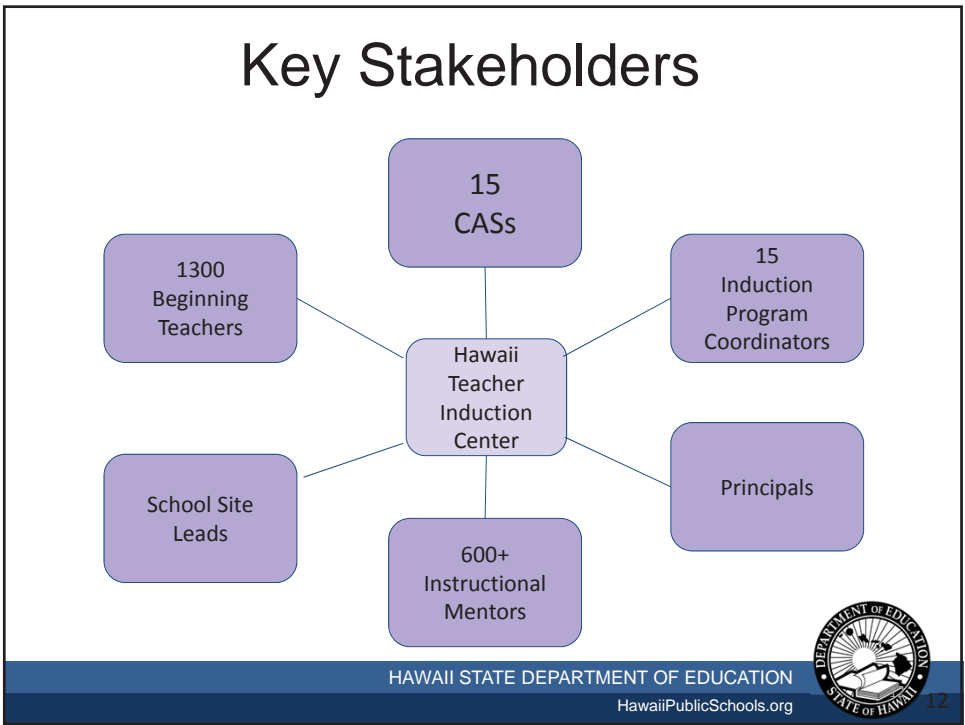 Key Stakeholders
15
CASs
1300
Beginning
Teachers
15
Induction
Program
Coordinators
Hawaii
Teacher
Induction
Center
School Site
Leads
Principals
600+
Instructional
Mentors
HAWAII STATE DEPARTMENT OF EDUCATION
HawaiiPublicSchools.org
DEPARTMENT OF EDUCATION
STATE OF HAWAII
12